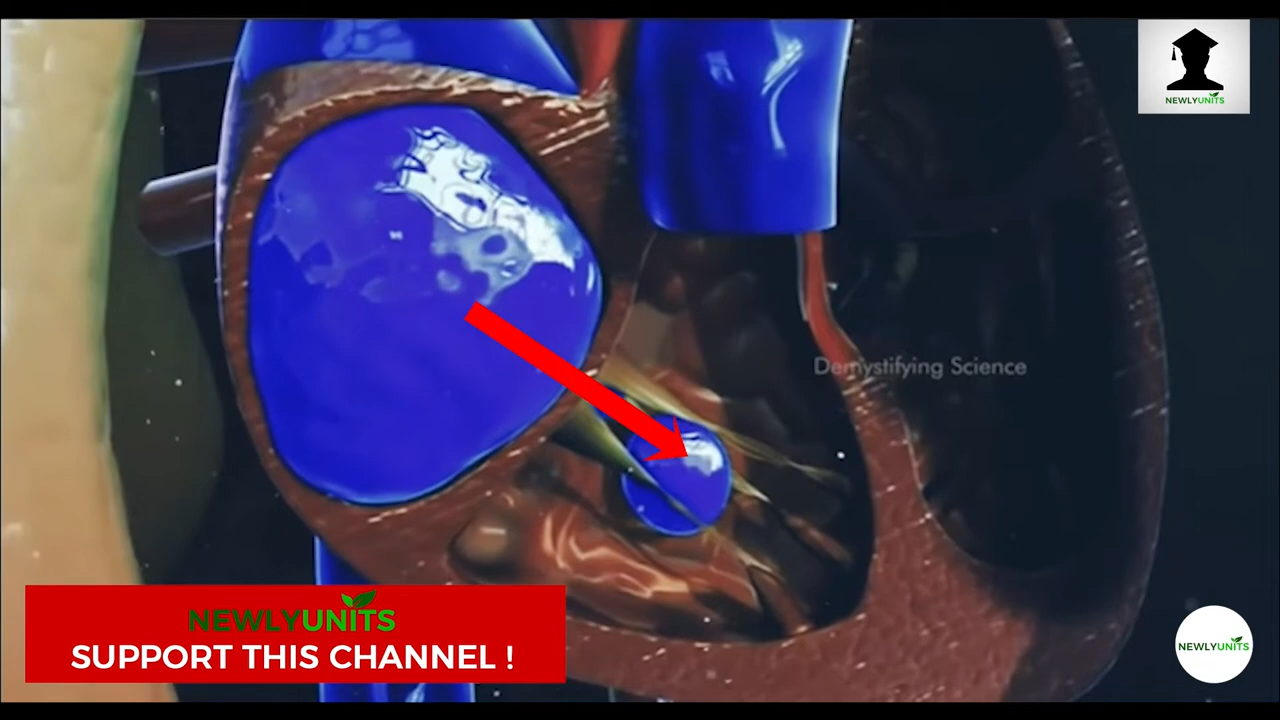 NEWLYUNITS
Demystifying Science
NEWLYUNITS
SUPPORT THIS CHANNEL !
NEWLYUNITS